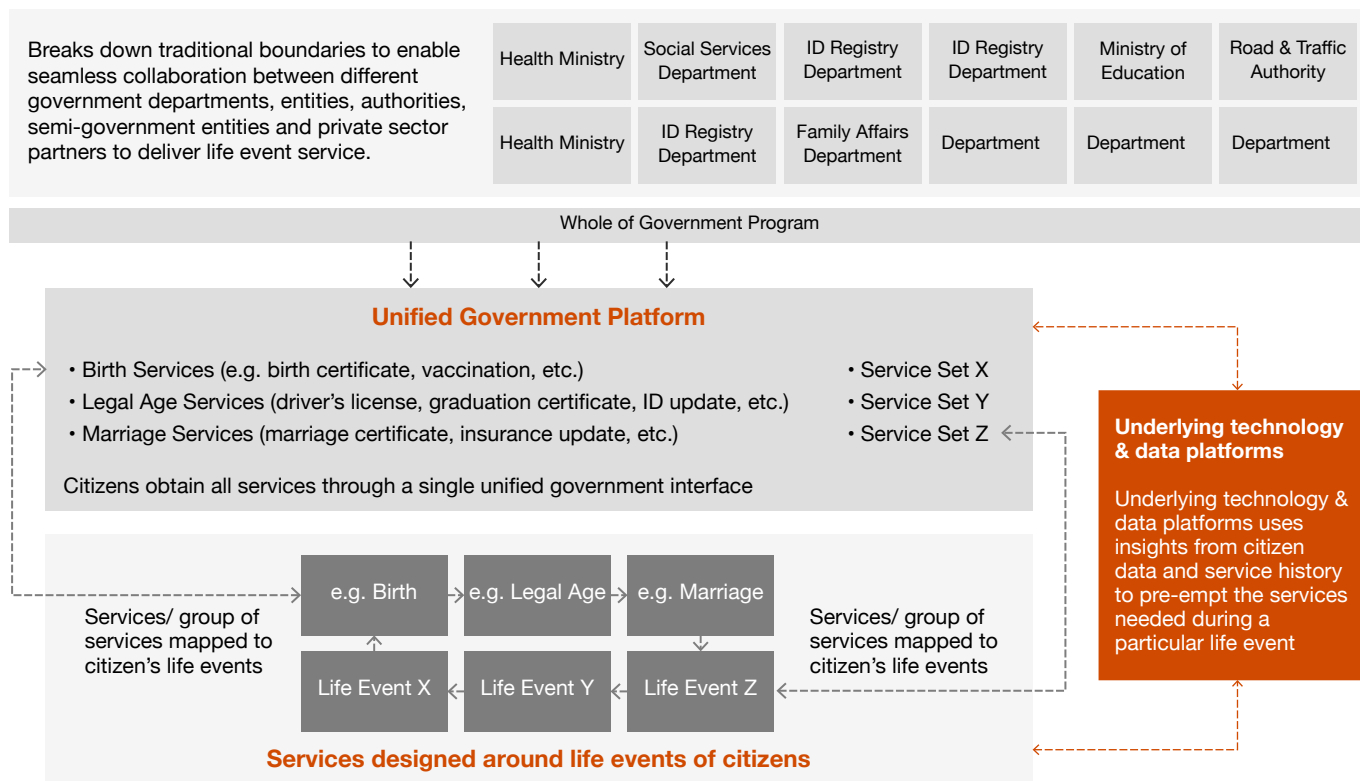 Breaks down traditional boundaries to enable
seamless collaboration between different
government departments, entities, authorities,
semi-government entities and private sector
partners to deliver life event service.
Health Ministry
Social Services
Department
ID Registry
Department
ID Registry
Department
Ministry of
Education
Road & Traffic
Authority
Health Ministry
ID Registry
Department
Family Affairs
Department
Department
Department
Department
Whole of Government Program
Unified Government Platform
• Birth Services (e.g. birth certificate, vaccination, etc.)
• Legal Age Services (driver's license, graduation certificate, ID update, etc.)
• Marriage Services (marriage certificate, insurance update, etc.)
• Service Set X
• Service Set Y
• Service Set Z
Citizens obtain all services through a single unified government interface
Underlying technology
& data platforms
Underlying technology &
data platforms uses
insights from citizen
data and service history
to pre-empt the services
needed during a
particular life event
Services/ group of
services mapped to
citizen's life events
e.g. Birth
e.g. Legal Age
e.g. Marriage
Life Event X
Life Event Y
Life Event Z
Services/ group of
services mapped to
citizen's life events
Services designed around life events of citizens